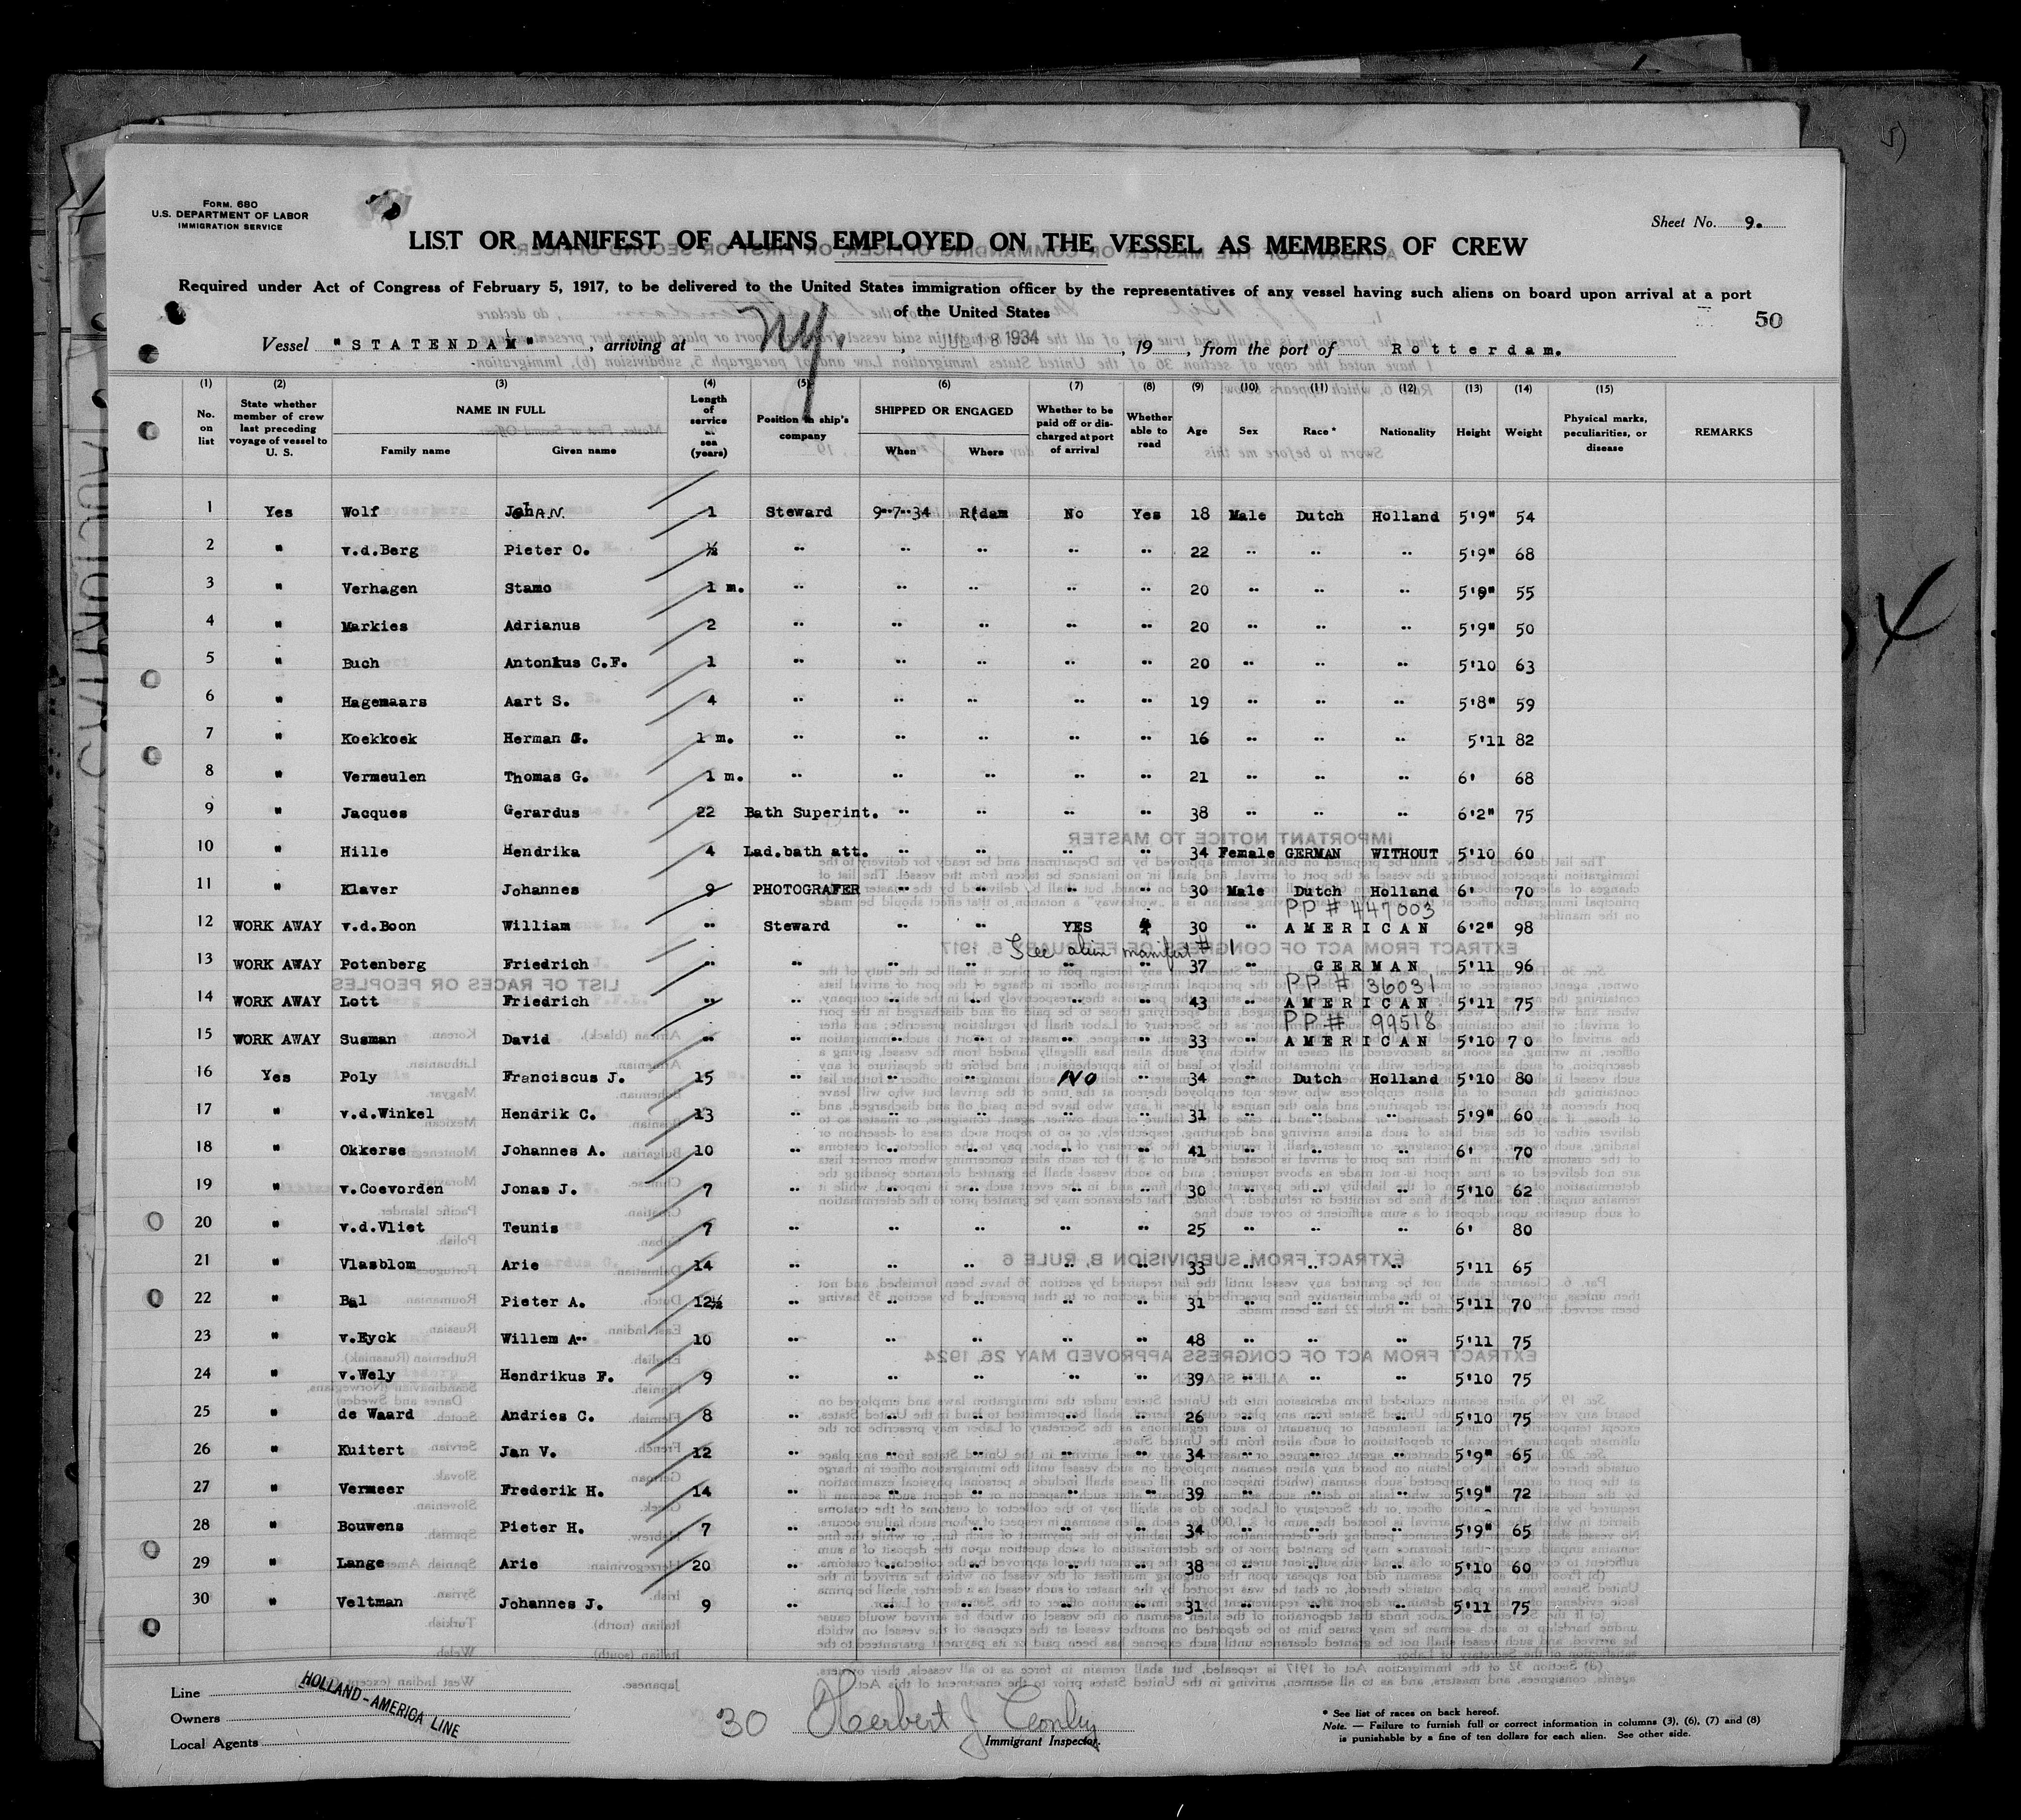 FORM. 680
U.S. DEPARTMENT OF LABOR
IMMIGRATION SERVICE
Sheet No. 9.
LIST OR MANIFEST OF ALIENS EMPLOYED ON THE VESSEL AS MEMBERS OF CREW
Required under Act of Congress of February 5, 1917, to be delivered to the United States immigration officer by the representatives of any vessel having such aliens on board upon arrival at a port
of the United States
50
Vessel "STATENDAM", arriving at Ny., JUL 18 1934, 19 , from the port of Rotterdam.
(1) (2) (3) (4) (5) (6) (7) (8) (9) (10) (11) (12) (13) (14) (15)
No. on list | State whether member of crew last preceding voyage of vessel to U. S. | NAME IN FULL Family name Given name | Length of service at sea (years) | Position in ship's company | SHIPPED OR ENGAGED When Where | Whether to be paid off or discharged at port of arrival | Whether able to read | Age | Sex | Race* | Nationality | Height | Weight | Physical marks, peculiarities, or disease | REMARKS
1 Yes Wolf JohAN. 1 Steward 9-7-34 R'dam No Yes 18 Male Dutch Holland 5'9" 54
2 " v.d.Berg Pieter O. ½ " " " " " 22 " " " 5'9" 68
3 " Verhagen Stamo 1 m. " " " " " 20 " " " 5'9" 55
4 " Markies Adrianus 2 " " " " " 20 " " " 5'9" 50
5 " Buch Antonius C.F. 1 " " " " " 20 " " " 5'10 63
6 " Hagemaars Aart S. 4 " " " " " 19 " " " 5'8" 59
7 " Koekkoek Herman G. 1 m. " " " " " 16 " " " 5'11 82
8 " Vermeulen Thomas G. 1 m. " " " " " 21 " " " 6' 68
9 " Jacques Gerardus 22 Bath Superint. " " " " 38 " " " 6'2" 75
10 " Hille Hendrika 4 Lad.bath att. " " " " 34 Female GERMAN WITHOUT 5'10 60
11 " Klaver Johannes 9 PHOTOGRAFER " " " " 30 Male Dutch Holland 6' 70
PP # 447003
12 WORK AWAY v.d.Boon William " Steward " " YES " 30 " AMERICAN 6'2" 98
See alien manifest # 1
13 WORK AWAY Potenberg Friedrich " " " " " " 37 " GERMAN 5'11 96
PP # 36031
14 WORK AWAY Lott Friedrich " " " " " " 43 " AMERICAN 5'11 75
PP # 99518
15 WORK AWAY Susman David " " " " " " 33 " AMERICAN 5'10 70
16 Yes Poly Franciscus J. 15 " " " NO " 34 " Dutch Holland 5'10 80
17 " v.d.Winkel Hendrik C. 13 " " " " " 31 " " " 5'9" 60
18 " Okkerse Johannes A. 10 " " " " " 41 " " " 6' 70
19 " v.Coevorden Jonas J. 7 " " " " " 30 " " " 5'10 62
20 " v.d.Vliet Teunis 7 " " " " " 25 " " " 6' 80
21 " Vlasblom Arie 14 " " " " " 33 " " " 5'11 65
22 " Bal Pieter A. 12½ " " " " " 31 " " " 5'11 70
23 " v.Eyck Willem A" 10 " " " " " 48 " " " 5'11 75
24 " v.Wely Hendrikus F. 9 " " " " " 39 " " " 5'10 75
25 " de Waard Andries C. 8 " " " " " 26 " " " 5'10 75
26 " Kuitert Jan V. 12 " " " " " 34 " " " 5'9" 65
27 " Vermeer Frederik H. 14 " " " " " 39 " " " 5'9" 72
28 " Bouwens Pieter H. 7 " " " " " 34 " " " 5'9" 65
29 " Lange Arie 20 " " " " " 38 " " " 5'10 60
30 " Veltman Johannes J. 9 " " " " " 31 " " " 5'11 75
Line
HOLLAND-AMERICA LINE
Owners
Local Agents
30 Herbert J Conley
Immigrant Inspector.
* See list of races on back hereof.
Note. — Failure to furnish full or correct information in columns (3), (6), (7) and (8)
is punishable by a fine of ten dollars for each alien. See other side.